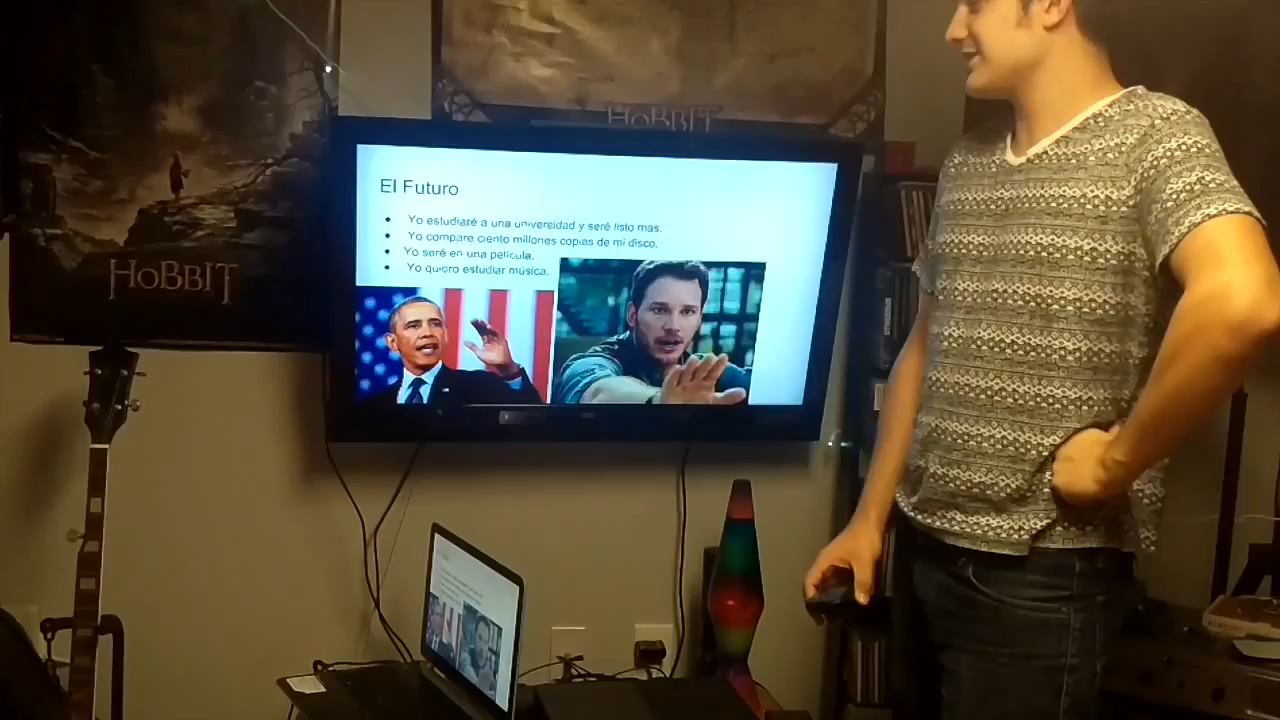 HOBBIT
El Futuro
Yo estudiaré a una universidad y seré listo mas.
Yo compare ciento millones copias de mi disco.
Yo seré en una película.
Yo quiero estudiar música.
HOBBIT